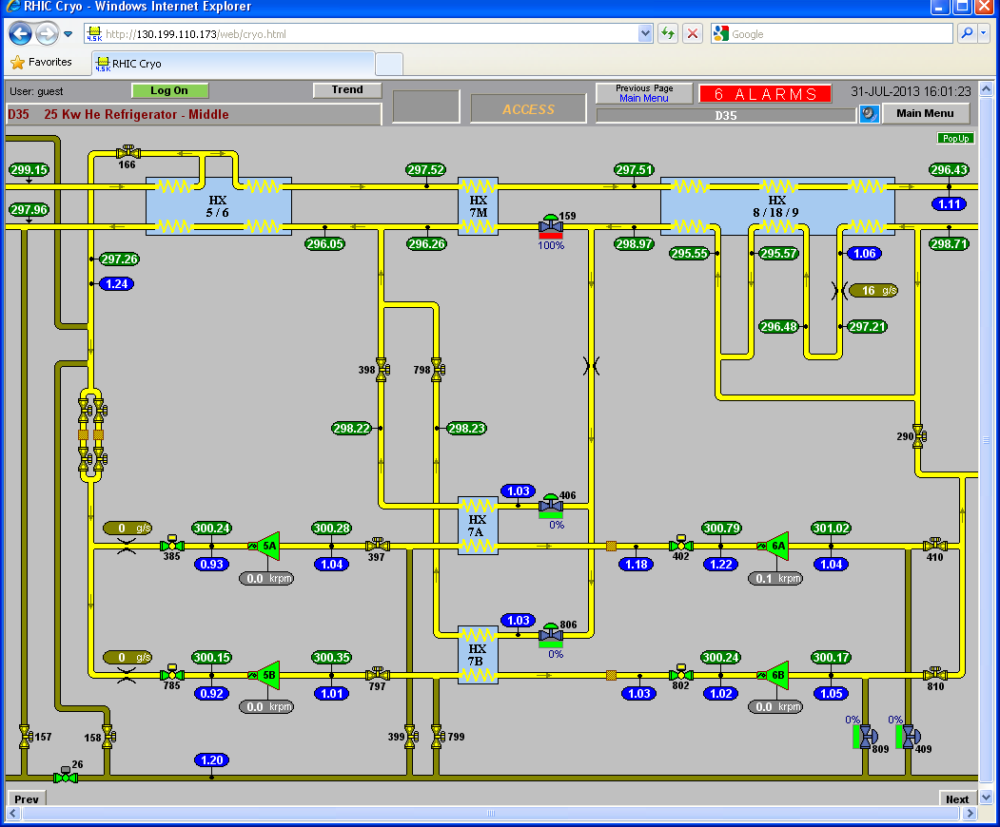 RHIC Cryo - Windows Internet Explorer
4.5K http://130.199.110.173/web/cryo.html Google
Favorites 4.5K RHIC Cryo
User: guest Log On Trend ACCESS Previous Page Main Menu 6 ALARMS 31-JUL-2013 16:01:23
D35 25 Kw He Refrigerator - Middle D35 Main Menu
PopUp
166
299.15 297.52 297.51 296.43
HX 5 / 6 HX 7M HX 8 / 18 / 9
297.96 159 1.11
296.05 296.26 100% 298.97 298.71
297.26 295.55 295.57 1.06
1.24 16 g/s
296.48 297.21
398 798
298.22 298.23 290
1.03 406
HX 7A 0%
0 g/s 300.24 300.28 300.79 301.02
385 5A 397 402 6A 410
0.93 1.04 1.18 1.22 1.04
0.0 krpm 0.1 krpm
1.03 806
HX 7B 0%
0 g/s 300.15 300.35 300.24 300.17
785 5B 797 802 6B 810
0.92 1.01 1.03 1.02 1.05
0.0 krpm 0.0 krpm
0% 0%
157 158 399 799 809 409
26 1.20
Prev Next